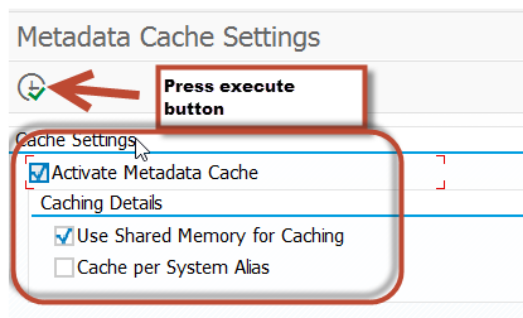 Metadata Cache Settings
Press execute
button
Cache Settings
Activate Metadata Cache
Caching Details
Use Shared Memory for Caching
Cache per System Alias